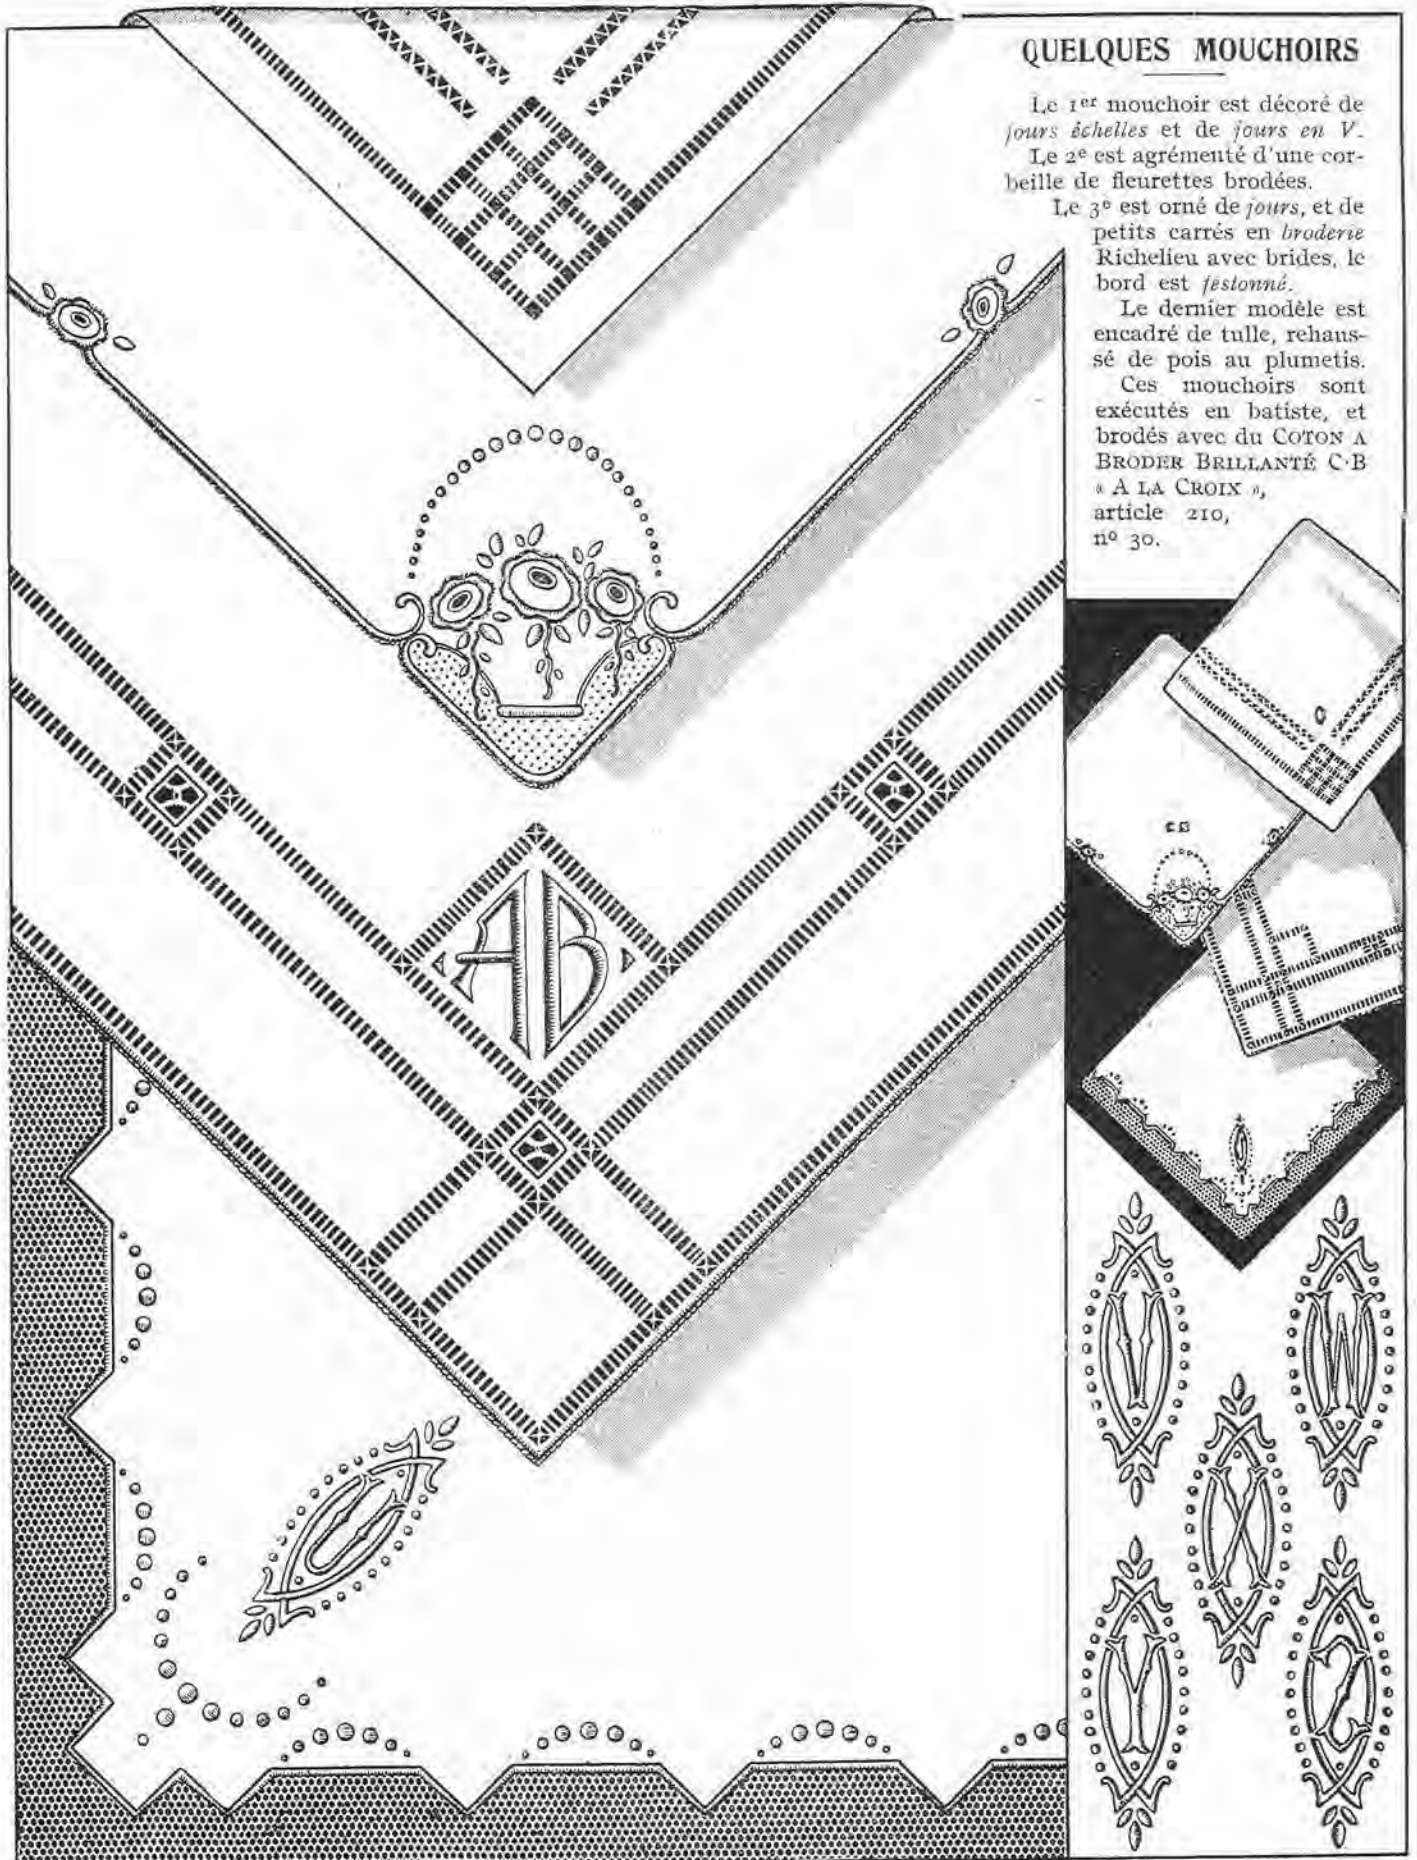 QUELQUES MOUCHOIRS
Le 1er mouchoir est décoré de
jours échelles et de jours en V.
Le 2e est agrémenté d'une cor-
beille de fleurettes brodées.
Le 3e est orné de jours, et de
petits carrés en broderie
Richelieu avec brides, le
bord est festonné.
Le dernier modèle est
encadré de tulle, rehaus-
sé de pois au plumetis.
Ces mouchoirs sont
exécutés en batiste, et
brodés avec du COTON A
BRODER BRILLANTÉ C·B
« A LA CROIX »,
article 210,
nº 30.
AB
U
V W
X
Y Z